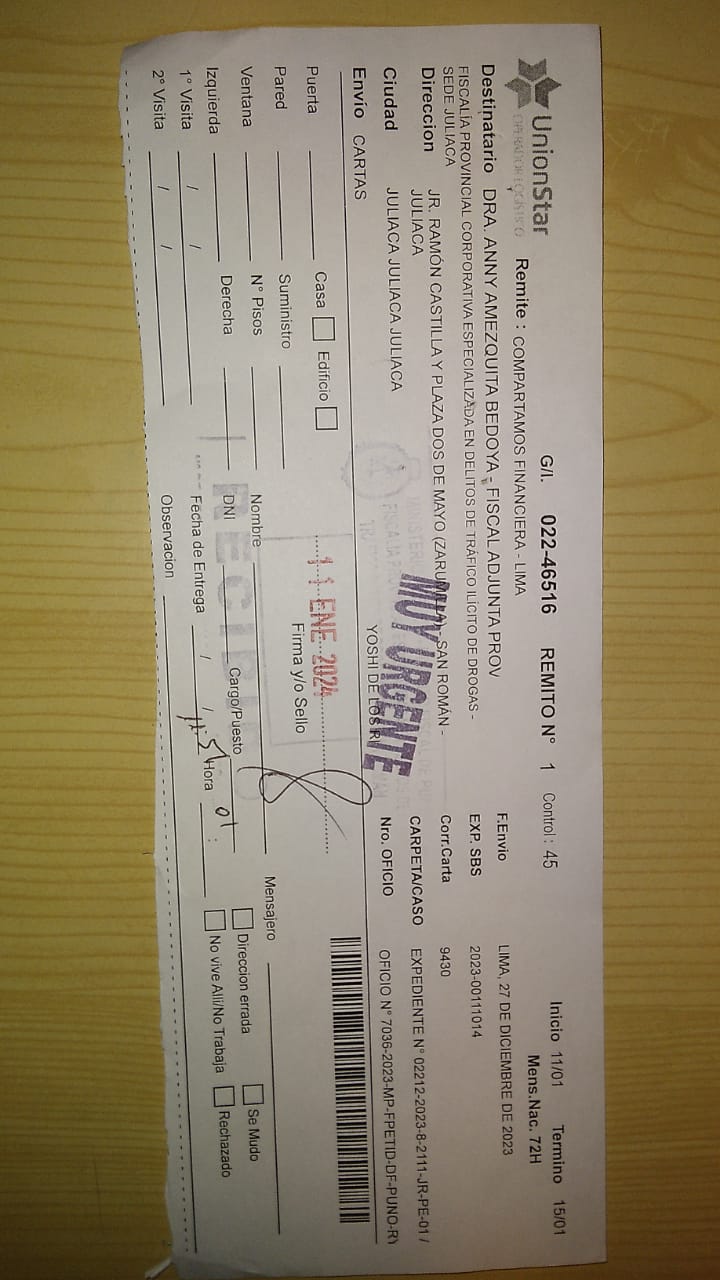 UnionStar
OPERADOR LOGÍSTICO
G/I. 022-46516 REMITO N° 1 Control: 45
Inicio 11/01 Termino 15/01
Remite : COMPARTAMOS FINANCIERA - LIMA
Mens.Nac. 72H
Destinatario DRA. ANNY AMEZQUITA BEDOYA - FISCAL ADJUNTA PROV
F.Envio LIMA, 27 DE DICIEMBRE DE 2023
FISCALÍA PROVINCIAL CORPORATIVA ESPECIALIZADA EN DELITOS DE TRÁFICO ILÍCITO DE DROGAS -
SEDE JULIACA
EXP. SBS 2023-00111014
Direccion JR. RAMÓN CASTILLA Y PLAZA DOS DE MAYO SAN ROMÁN -
JULIACA
Corr.Carta 9430
CARPETA/CASO EXPEDIENTE N° 02212-2023-8-2111-JR-PE-01 /
Ciudad JULIACA JULIACA JULIACA
Nro. OFICIO OFICIO N° 7036-2023-MP-FPETID-DF-PUNO-
MUY URGENTE
Envío CARTAS
YOSHI DE LOS
Puerta Casa Edificio
11 ENE 2024
Firma y/o Sello
Pared Suministro
Ventana N° Pisos Nombre Mensajero
Izquierda Derecha DNI Cargo/Puesto Direccion errada Se Mudo
RECIBI
1° Visita / / Fecha de Entrega / / Hora : No vive Alli/No Trabaja Rechazado
2° Visita / / Observacion